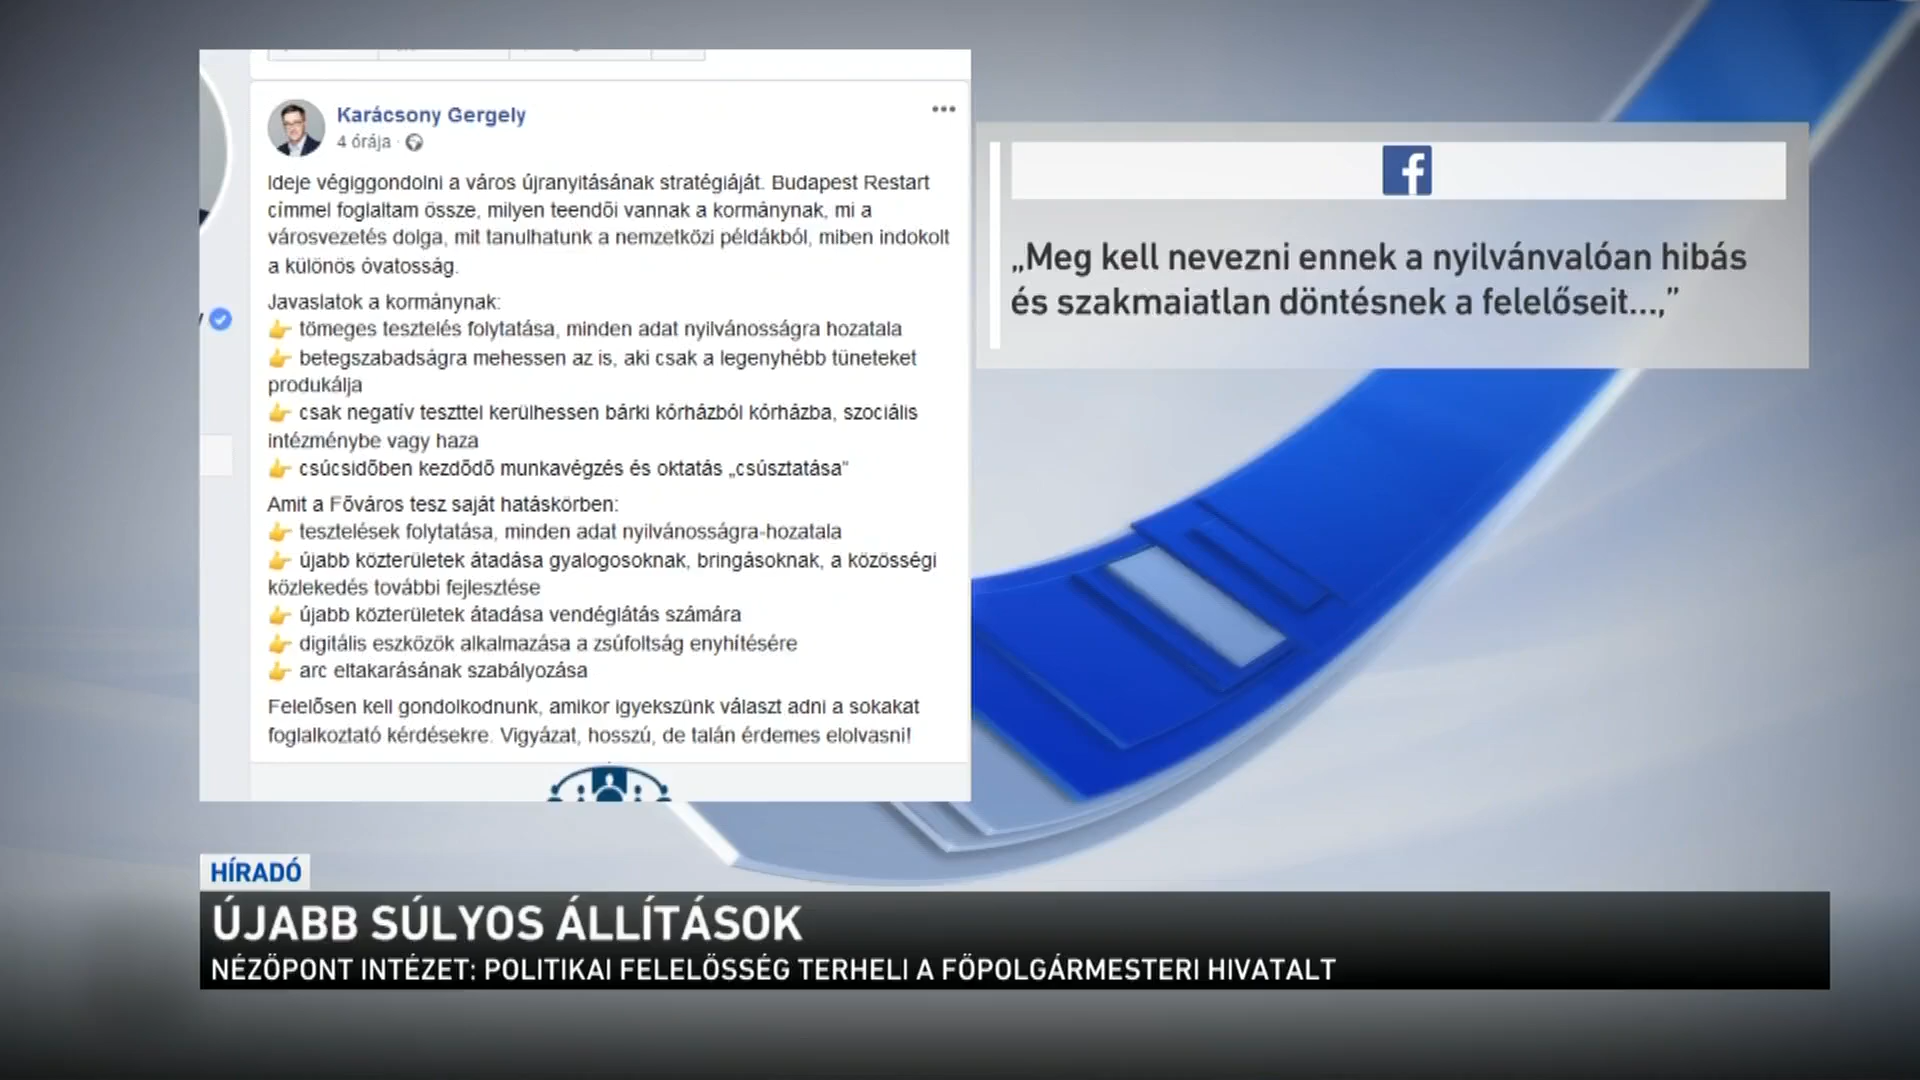 Karácsony Gergely
4 órája
Ideje végiggondolni a város újranyitásának stratégiáját. Budapest Restart
címmel foglaltam össze, milyen teendői vannak a kormánynak, mi a
városvezetés dolga, mit tanulhatunk a nemzetközi példákból, miben indokolt
a különös óvatosság.
Javaslatok a kormánynak:
👉 tömeges tesztelés folytatása, minden adat nyilvánosságra hozatala
👉 betegszabadságra mehessen az is, aki csak a legenyhébb tüneteket
produkálja
👉 csak negatív teszttel kerülhessen bárki kórházból kórházba, szociális
intézménybe vagy haza
👉 csúcsidőben kezdődő munkavégzés és oktatás „csúsztatása“
Amit a Főváros tesz saját hatáskörben:
👉 tesztelések folytatása, minden adat nyilvánosságra-hozatala
👉 újabb közterületek átadása gyalogosoknak, bringásoknak, a közösségi
közlekedés további fejlesztése
👉 újabb közterületek átadása vendéglátás számára
👉 digitális eszközök alkalmazása a zsúfoltság enyhítésére
👉 arc eltakarásának szabályozása
Felelősen kell gondolkodnunk, amikor igyekszünk választ adni a sokakat
foglalkoztató kérdésekre. Vigyázat, hosszú, de talán érdemes elolvasni!
f
„Meg kell nevezni ennek a nyilvánvalóan hibás
és szakmaiatlan döntésnek a felelőseit...,”
HÍRADÓ
ÚJABB SÚLYOS ÁLLÍTÁSOK
NÉZŐPONT INTÉZET: POLITIKAI FELELŐSSÉG TERHELI A FŐPOLGÁRMESTERI HIVATALT